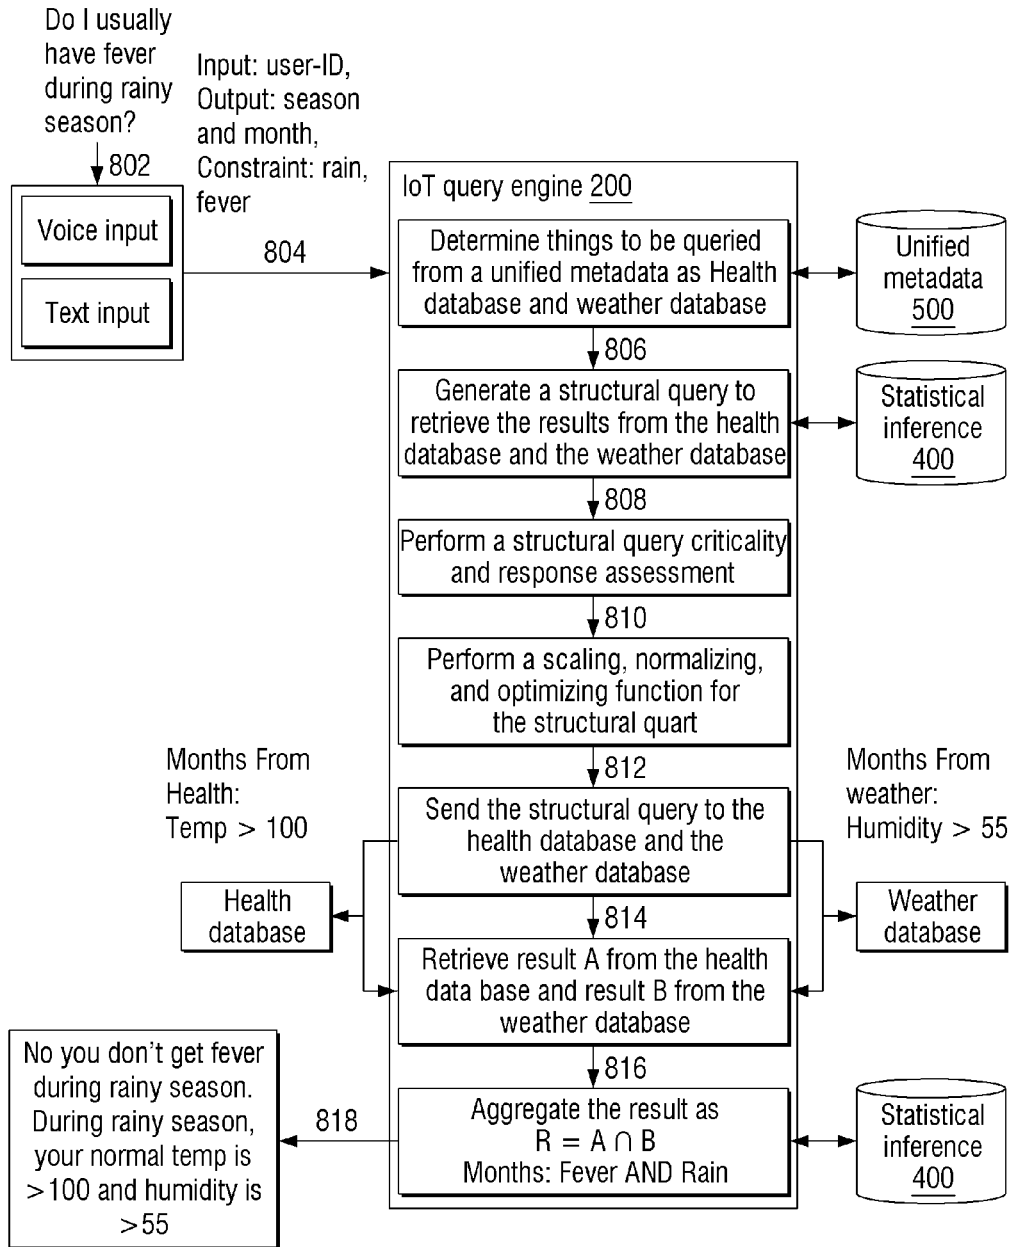 Do I usually
have fever
during rainy
season?
802
Voice input
Text input
Input: user-ID,
Output: season
and month,
Constraint: rain,
fever
804
IoT query engine 200
Determine things to be queried
from a unified metadata as Health
database and weather database
Unified
metadata
500
806
Generate a structural query to
retrieve the results from the health
database and the weather database
Statistical
inference
400
808
Perform a structural query criticality
and response assessment
810
Perform a scaling, normalizing,
and optimizing function for
the structural quart
812
Months From
Health:
Temp > 100
Send the structural query to the
health database and the
weather database
Months From
weather:
Humidity > 55
Health
database
814
Weather
database
Retrieve result A from the health
data base and result B from the
weather database
816
Aggregate the result as
R = A ∩ B
Months: Fever AND Rain
Statistical
inference
400
818
No you don't get fever
during rainy season.
During rainy season,
your normal temp is
>100 and humidity is
>55